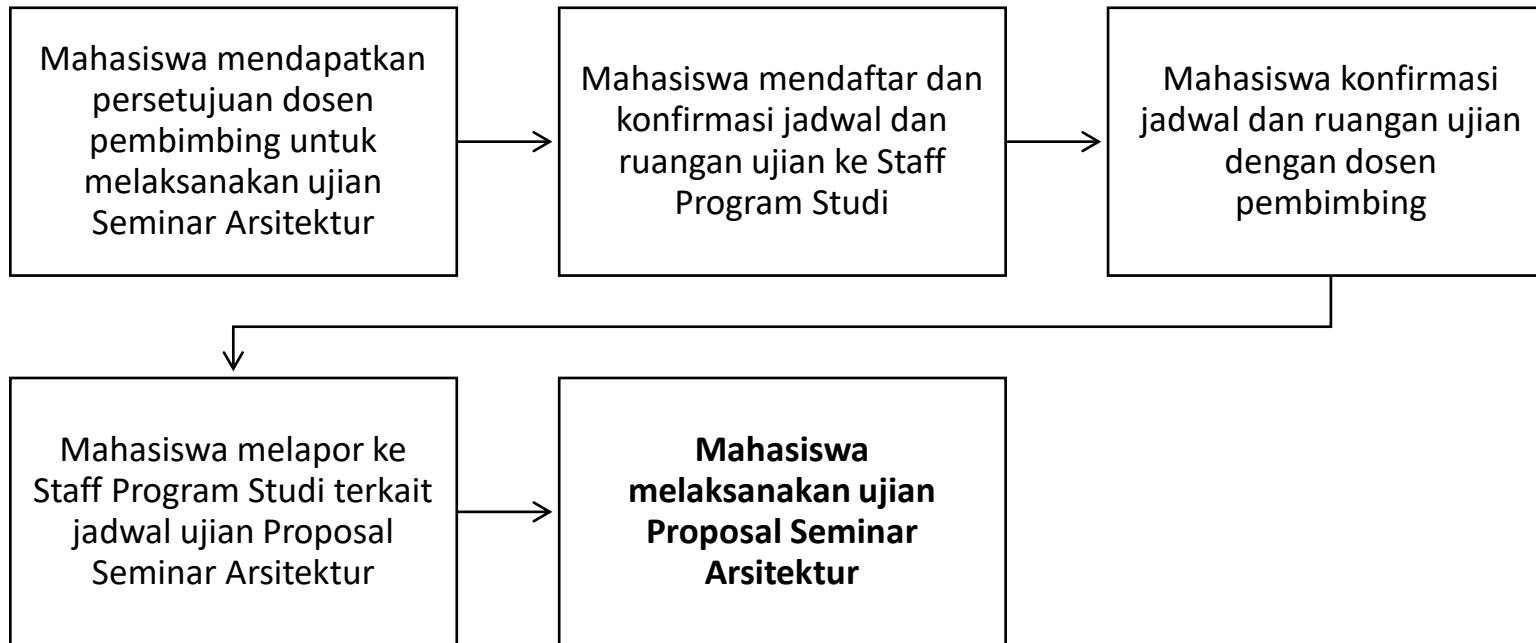 Mahasiswa mendapatkan
persetujuan dosen
pembimbing untuk
melaksanakan ujian
Seminar Arsitektur
Mahasiswa mendaftar dan
konfirmasi jadwal dan
ruangan ujian ke Staff
Program Studi
Mahasiswa konfirmasi
jadwal dan ruangan ujian
dengan dosen
pembimbing
Mahasiswa melapor ke
Staff Program Studi terkait
jadwal ujian Proposal
Seminar Arsitektur
Mahasiswa
melaksanakan ujian
Proposal Seminar
Arsitektur